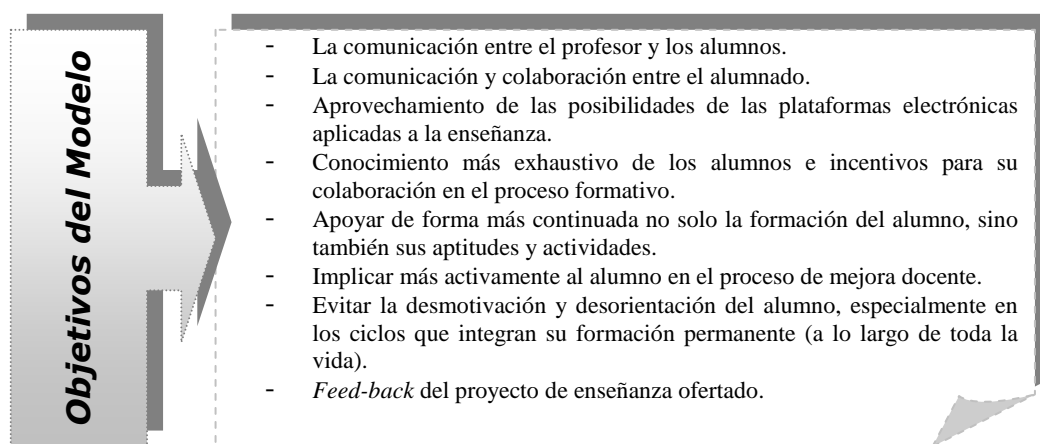 Objetivos del Modelo
- La comunicación entre el profesor y los alumnos.
- La comunicación y colaboración entre el alumnado.
- Aprovechamiento de las posibilidades de las plataformas electrónicas
aplicadas a la enseñanza.
- Conocimiento más exhaustivo de los alumnos e incentivos para su
colaboración en el proceso formativo.
- Apoyar de forma más continuada no solo la formación del alumno, sino
también sus aptitudes y actividades.
- Implicar más activamente al alumno en el proceso de mejora docente.
- Evitar la desmotivación y desorientación del alumno, especialmente en
los ciclos que integran su formación permanente (a lo largo de toda la
vida).
- Feed-back del proyecto de enseñanza ofertado.